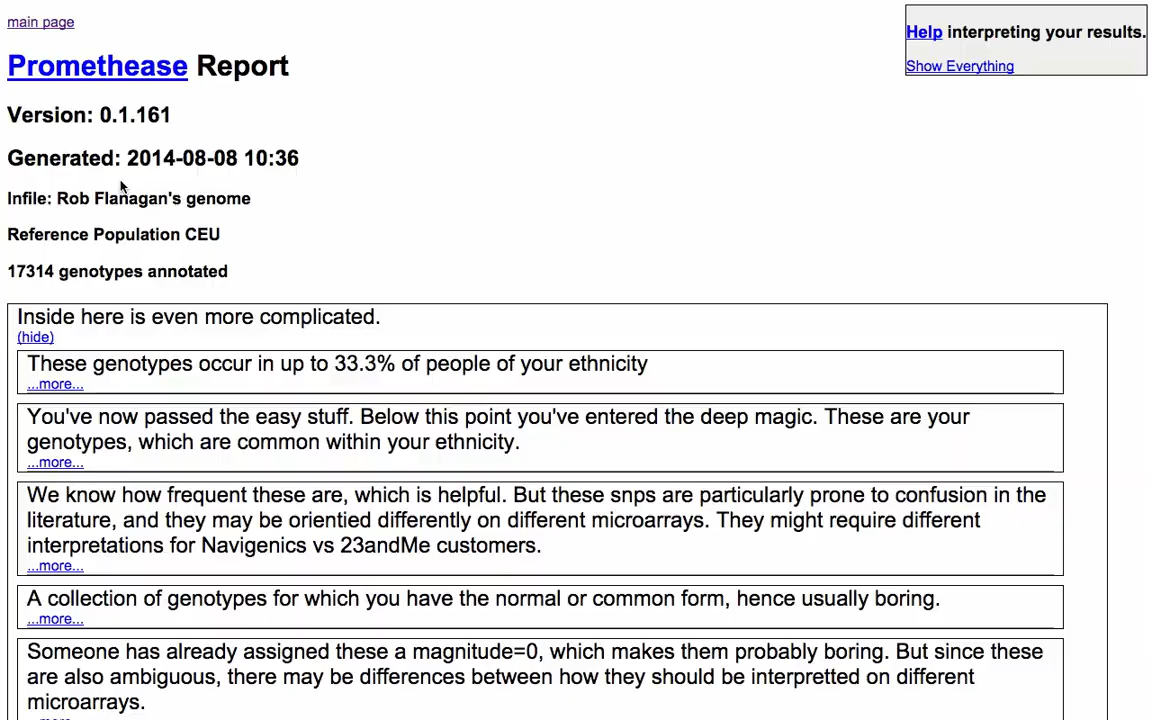 main page
Help interpreting your results.
Show Everything
Promethease Report
Version: 0.1.161
Generated: 2014-08-08 10:36
Infile: Rob Flanagan's genome
Reference Population CEU
17314 genotypes annotated
Inside here is even more complicated.
(hide)
These genotypes occur in up to 33.3% of people of your ethnicity
...more...
You've now passed the easy stuff. Below this point you've entered the deep magic. These are your
genotypes, which are common within your ethnicity.
...more...
We know how frequent these are, which is helpful. But these snps are particularly prone to confusion in the
literature, and they may be orientied differently on different microarrays. They might require different
interpretations for Navigenics vs 23andMe customers.
...more...
A collection of genotypes for which you have the normal or common form, hence usually boring.
...more...
Someone has already assigned these a magnitude=0, which makes them probably boring. But since these
are also ambiguous, there may be differences between how they should be interpretted on different
microarrays.
...more...